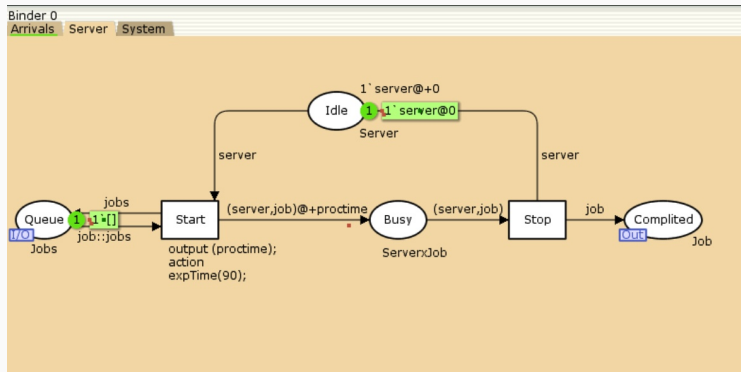 Binder 0
Arrivals Server System
1`server@+0
Idle 1 1`server@0
Server
server server
jobs
(server,job)@+proctime
(server,job)
job
Queue 1 1`[]
Start
Busy
Stop
Complited
I/O
job::jobs
Out
Jobs
output (proctime);
action
expTime(90);
ServerxJob
Job